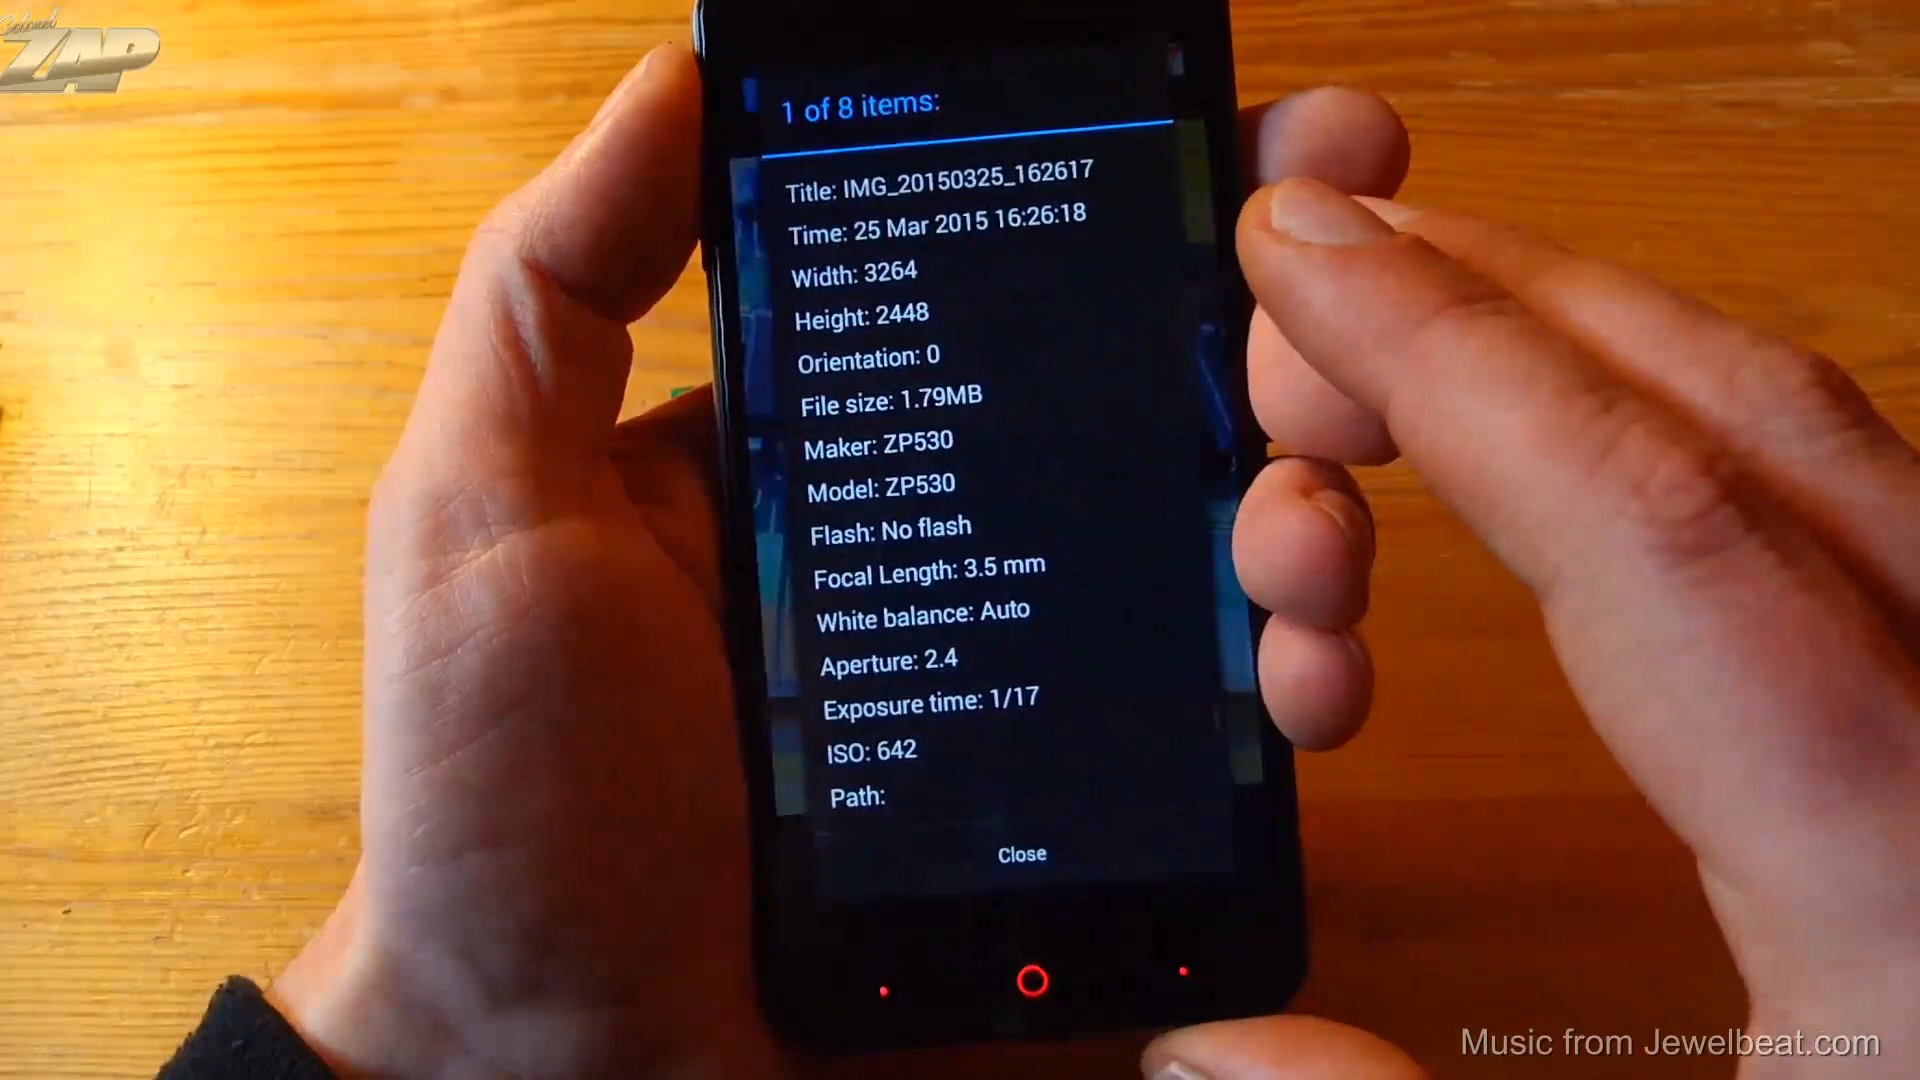 Colonel
ZAP
1 of 8 items:
Title: IMG_20150325_162617
Time: 25 Mar 2015 16:26:18
Width: 3264
Height: 2448
Orientation: 0
File size: 1.79MB
Maker: ZP530
Model: ZP530
Flash: No flash
Focal Length: 3.5 mm
White balance: Auto
Aperture: 2.4
Exposure time: 1/17
ISO: 642
Path:
Close
Music from Jewelbeat.com